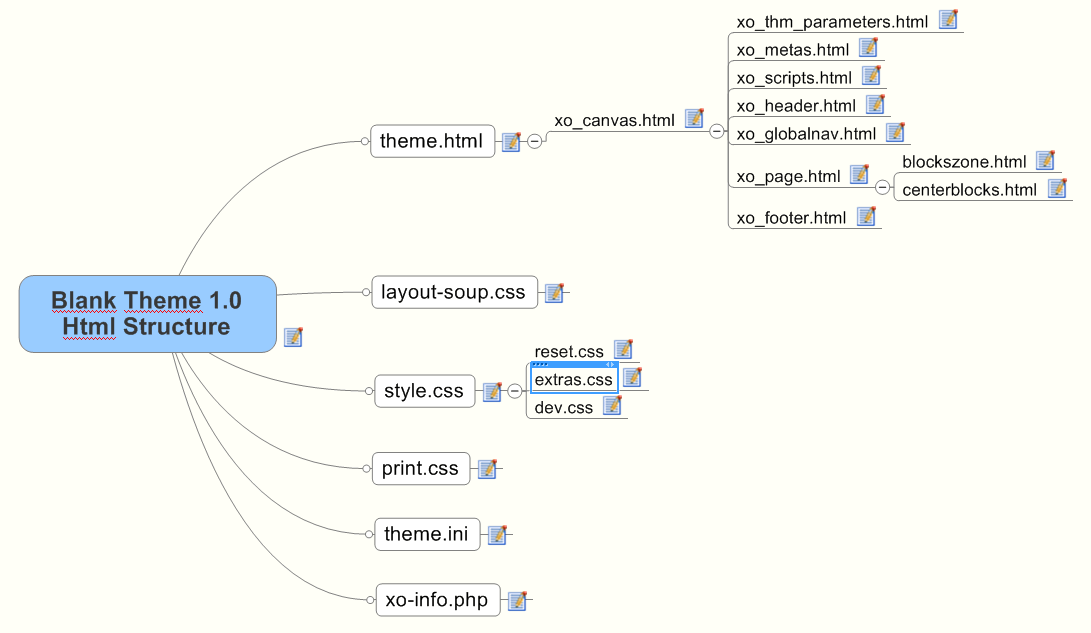 Blank Theme 1.0
Html Structure
theme.html
xo_canvas.html
xo_thm_parameters.html
xo_metas.html
xo_scripts.html
xo_header.html
xo_globalnav.html
xo_page.html
blockszone.html
centerblocks.html
xo_footer.html
layout-soup.css
style.css
reset.css
extras.css
dev.css
print.css
theme.ini
xo-info.php